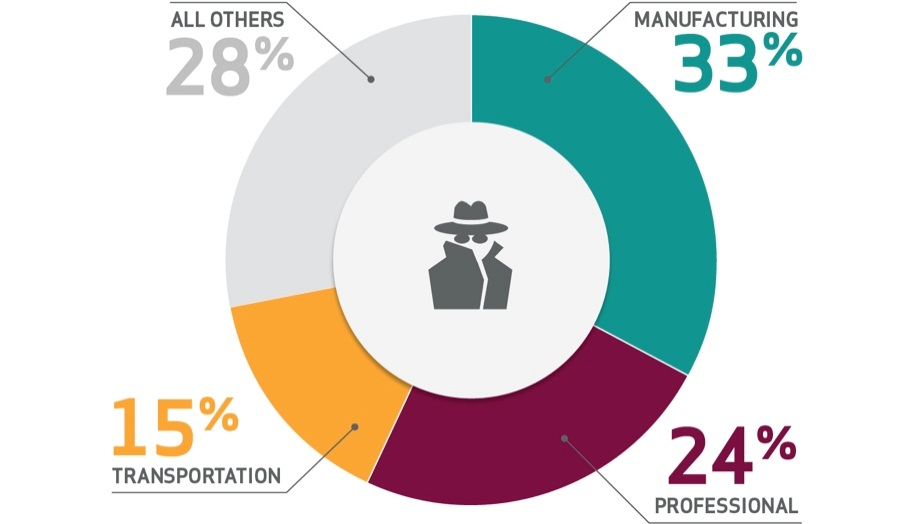 ALL OTHERS
28%
MANUFACTURING
33%
15%
TRANSPORTATION
24%
PROFESSIONAL